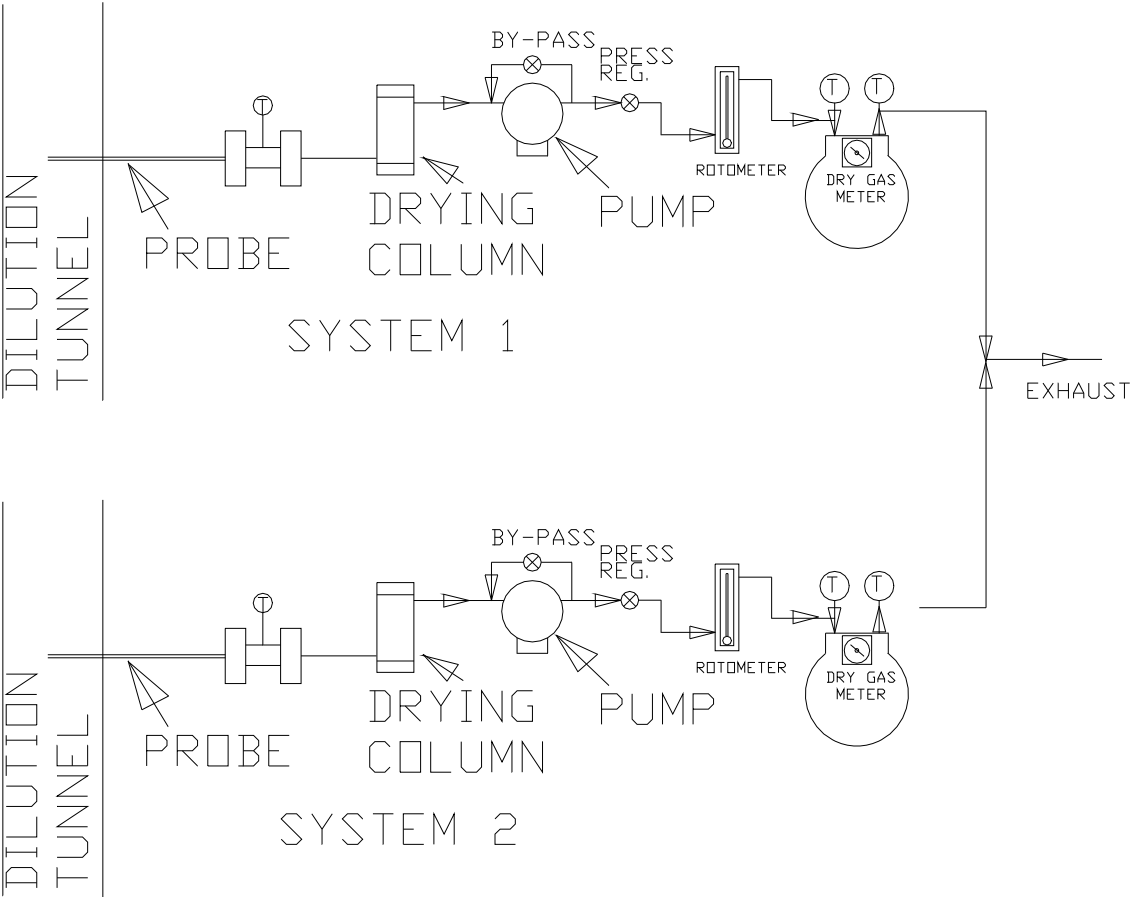 BY-PASS
PRESS
REG.
T
T
T
ROTOMETER
DRY GAS
METER
DRYING
COLUMN
PUMP
PROBE
DILUTION
TUNNEL
SYSTEM 1
EXHAUST
BY-PASS
PRESS
REG.
T
T
T
ROTOMETER
DRY GAS
METER
DRYING
COLUMN
PUMP
PROBE
DILUTION
TUNNEL
SYSTEM 2